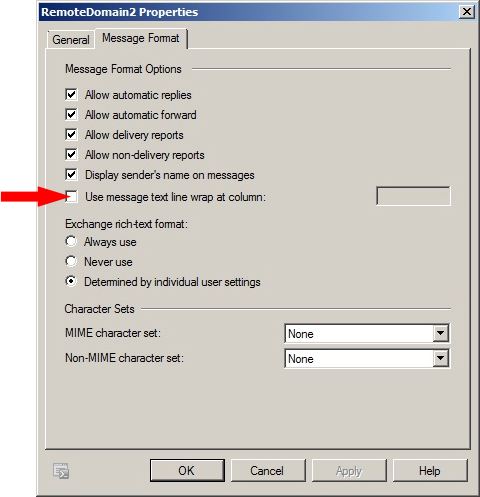 RemoteDomain2 Properties
General
Message Format
Message Format Options
Allow automatic replies
Allow automatic forward
Allow delivery reports
Allow non-delivery reports
Display sender's name on messages
Use message text line wrap at column:
Exchange rich-text format:
Always use
Never use
Determined by individual user settings
Character Sets
MIME character set: None
Non-MIME character set: None
OK Cancel Apply Help